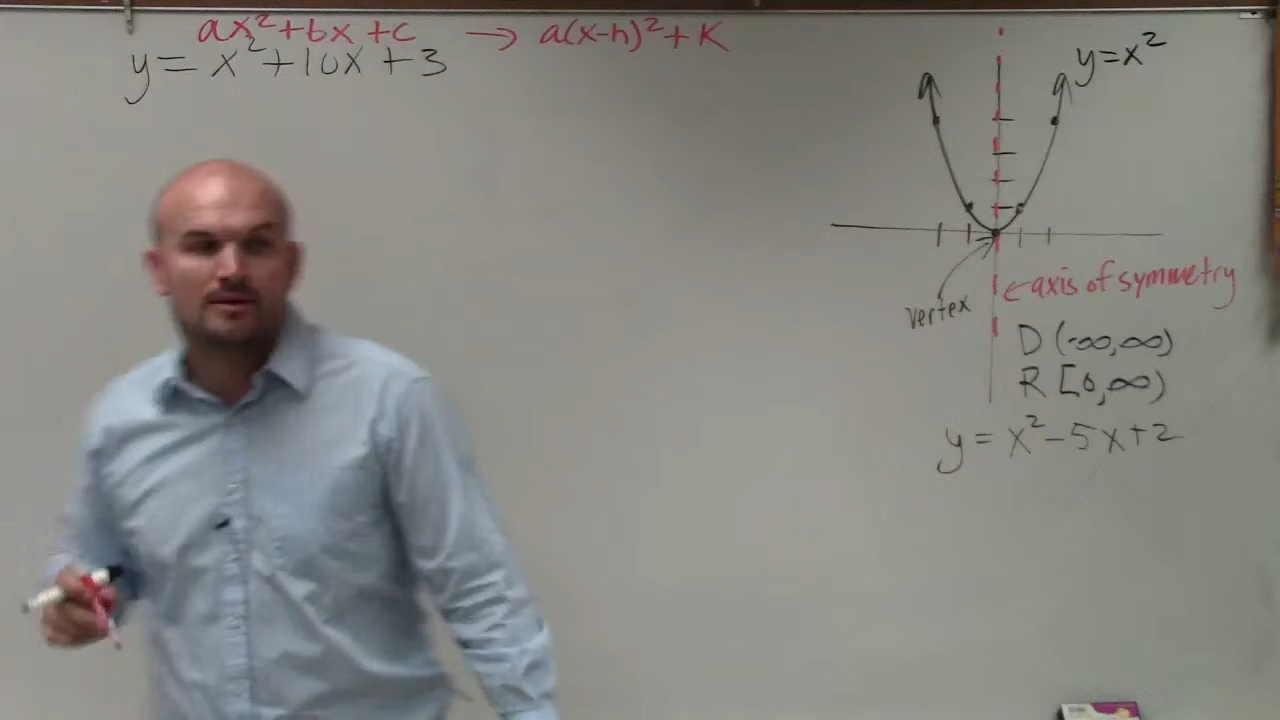 ax²+bx+c → a(x-h)²+K
y = x²+10x+3
y=x²
←axis of symmetry
vertex
D (-∞,∞)
R [0,∞)
y = x²-5x+2